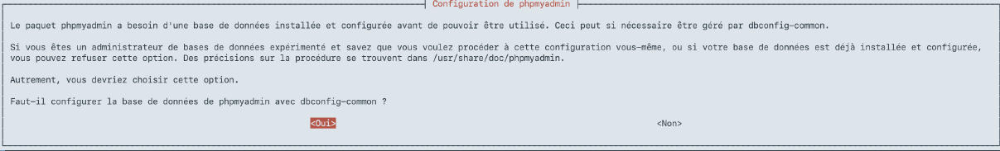 Configuration de phpmyadmin
Le paquet phpmyadmin a besoin d'une base de données installée et configurée avant de pouvoir être utilisé. Ceci peut si nécessaire être géré par dbconfig-common.
Si vous êtes un administrateur de bases de données expérimenté et savez que vous voulez procéder à cette configuration vous-même, ou si votre base de données est déjà installée et configurée,
vous pouvez refuser cette option. Des précisions sur la procédure se trouvent dans /usr/share/doc/phpmyadmin.
Autrement, vous devriez choisir cette option.
Faut-il configurer la base de données de phpmyadmin avec dbconfig-common ?
<Oui> <Non>